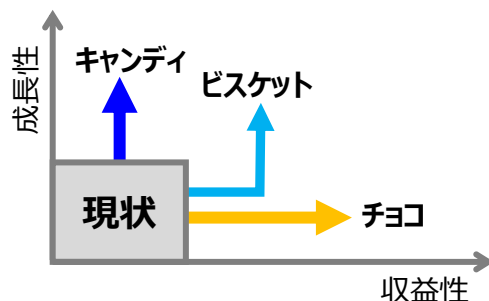 キャンディ
ビスケット
成長性
現状
チョコ
収益性